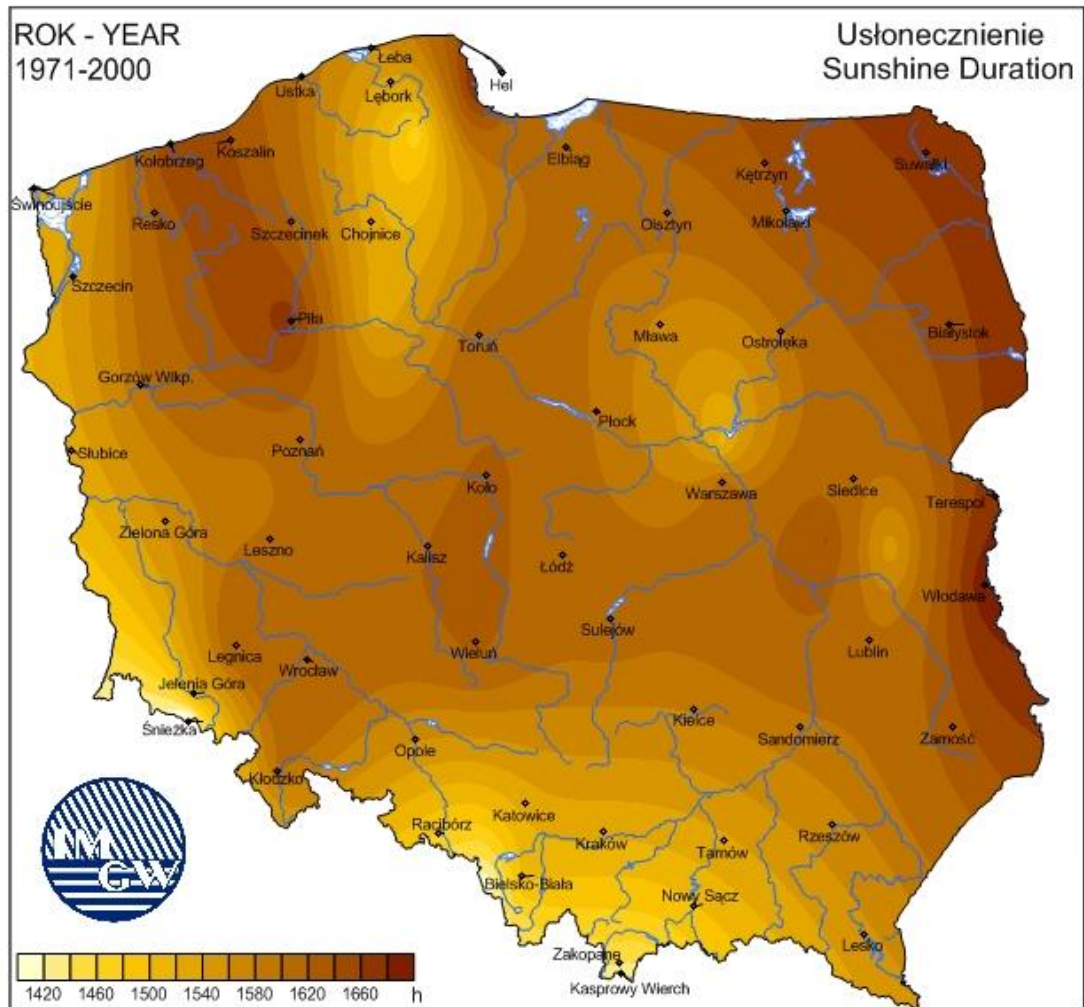 ROK - YEAR
1971-2000
Usłonecznienie
Sunshine Duration
Łeba
Hel
Ustka
Lębork
Koszalin
Kołobrzeg
Elbląg
Kętrzyn
Suwałki
Świnoujście
Resko
Szczecinek
Chojnice
Olsztyn
Mikołajki
Szczecin
Piła
Toruń
Mława
Ostrołęka
Białystok
Gorzów Wlkp.
Płock
Słubice
Poznań
Koło
Warszawa
Siedlce
Terespol
Zielona Góra
Leszno
Kalisz
Łódź
Włodawa
Sulejów
Legnica
Wrocław
Wieluń
Lublin
Jelenia Góra
Śnieżka
Kielce
Sandomierz
Zamość
Opole
Kłodzko
Katowice
Racibórz
Kraków
Tarnów
Rzeszów
Bielsko-Biała
Nowy Sącz
Lesko
Zakopane
Kasprowy Wierch
IM
GW
1420 1460 1500 1540 1580 1620 1660 h